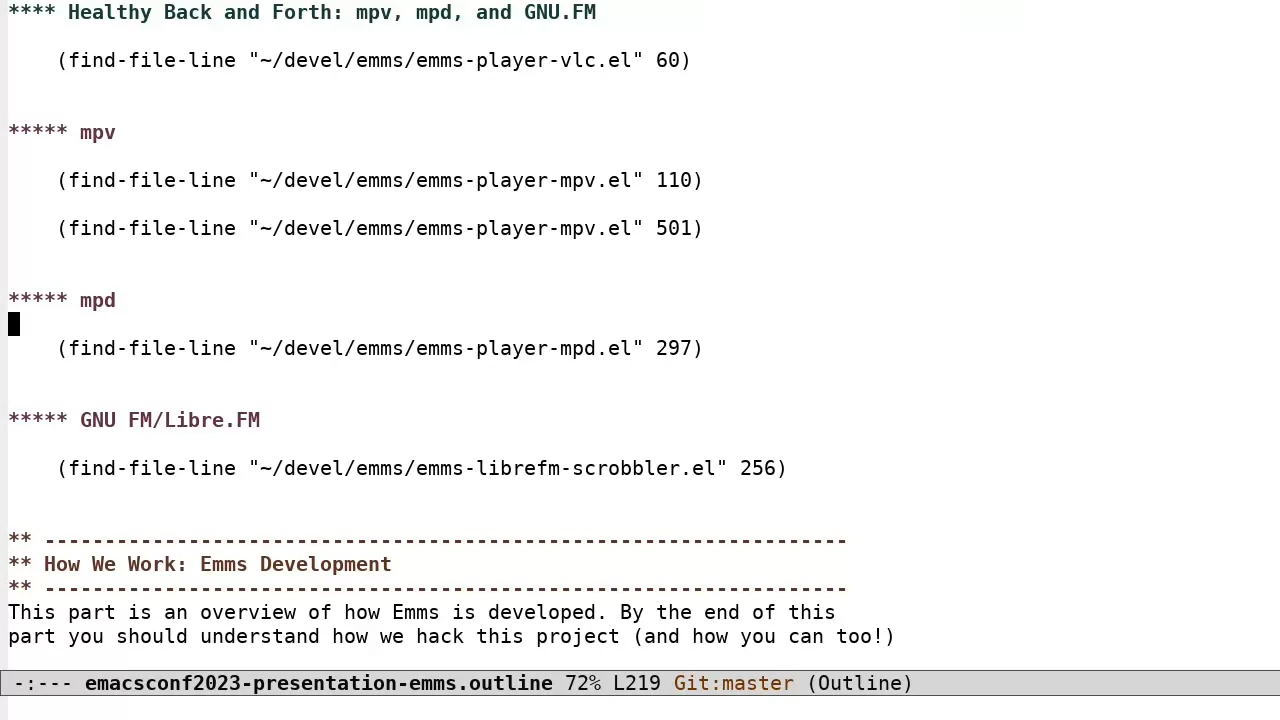 **** Healthy Back and Forth: mpv, mpd, and GNU.FM
(find-file-line "~/devel/emms/emms-player-vlc.el" 60)
***** mpv
(find-file-line "~/devel/emms/emms-player-mpv.el" 110)
(find-file-line "~/devel/emms/emms-player-mpv.el" 501)
***** mpd
(find-file-line "~/devel/emms/emms-player-mpd.el" 297)
***** GNU FM/Libre.FM
(find-file-line "~/devel/emms/emms-librefm-scrobbler.el" 256)
** -------------------------------------------------------------------
** How We Work: Emms Development
** -------------------------------------------------------------------
This part is an overview of how Emms is developed. By the end of this
part you should understand how we hack this project (and how you can too!)
-:--- emacsconf2023-presentation-emms.outline 72% L219 Git:master (Outline)